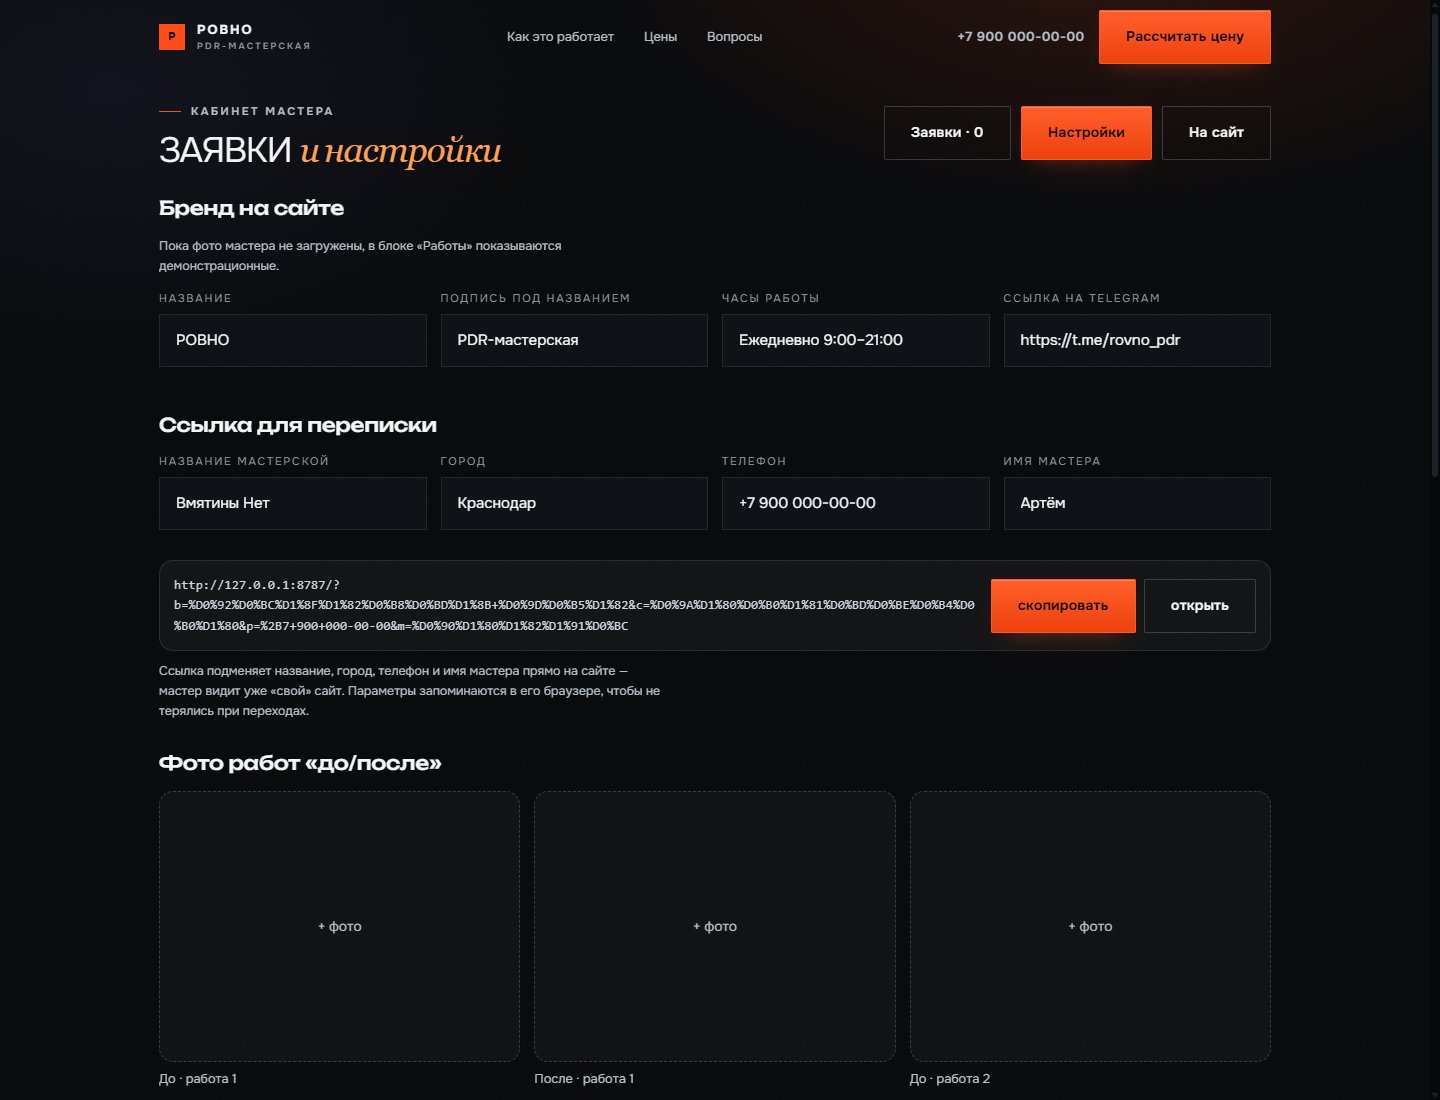 Р
РОВНО
PDR-МАСТЕРСКАЯ
Как это работает
Цены
Вопросы
+7 900 000-00-00
Рассчитать цену
КАБИНЕТ МАСТЕРА
ЗАЯВКИ и настройки
Заявки · 0
Настройки
На сайт
Бренд на сайте
Пока фото мастера не загружены, в блоке «Работы» показываются
демонстрационные.
НАЗВАНИЕ
ПОДПИСЬ ПОД НАЗВАНИЕМ
ЧАСЫ РАБОТЫ
ССЫЛКА НА TELEGRAM
РОВНО
PDR-мастерская
Ежедневно 9:00–21:00
https://t.me/rovno_pdr
Ссылка для переписки
НАЗВАНИЕ МАСТЕРСКОЙ
ГОРОД
ТЕЛЕФОН
ИМЯ МАСТЕРА
Вмятины Нет
Краснодар
+7 900 000-00-00
Артём
http://127.0.0.1:8787/?
b=%D0%92%D0%BC%D1%8F%D1%82%D0%B8%D0%BD%D1%8B+%D0%9D%D0%B5%D1%82&c=%D0%9A%D1%80%D0%B0%D1%81%D0%BD%D0%BE%D0%B4%D0
%B0%D1%80&p=%2B7+900+000-00-00&m=%D0%90%D1%80%D1%82%D1%91%D0%BC
скопировать
открыть
Ссылка подменяет название, город, телефон и имя мастера прямо на сайте —
мастер видит уже «свой» сайт. Параметры запоминаются в его браузере, чтобы не
терялись при переходах.
Фото работ «до/после»
+ фото
+ фото
+ фото
До · работа 1
После · работа 1
До · работа 2